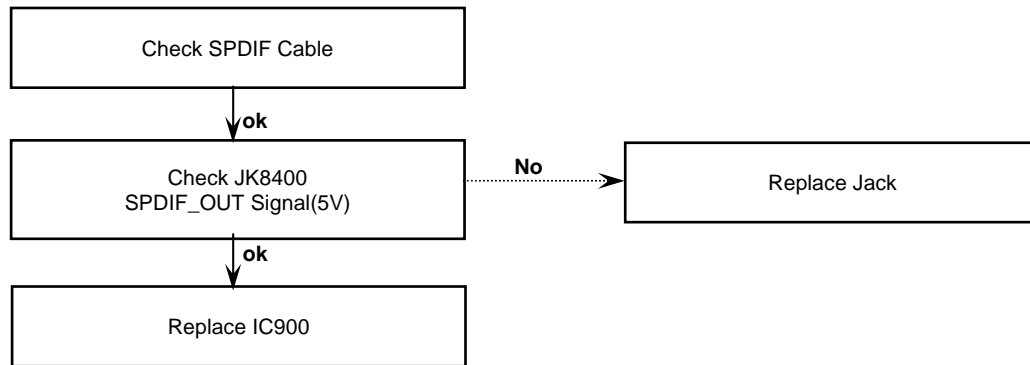 Check SPDIF Cable
ok
Check JK8400
SPDIF_OUT Signal(5V)
No
Replace Jack
ok
Replace IC900